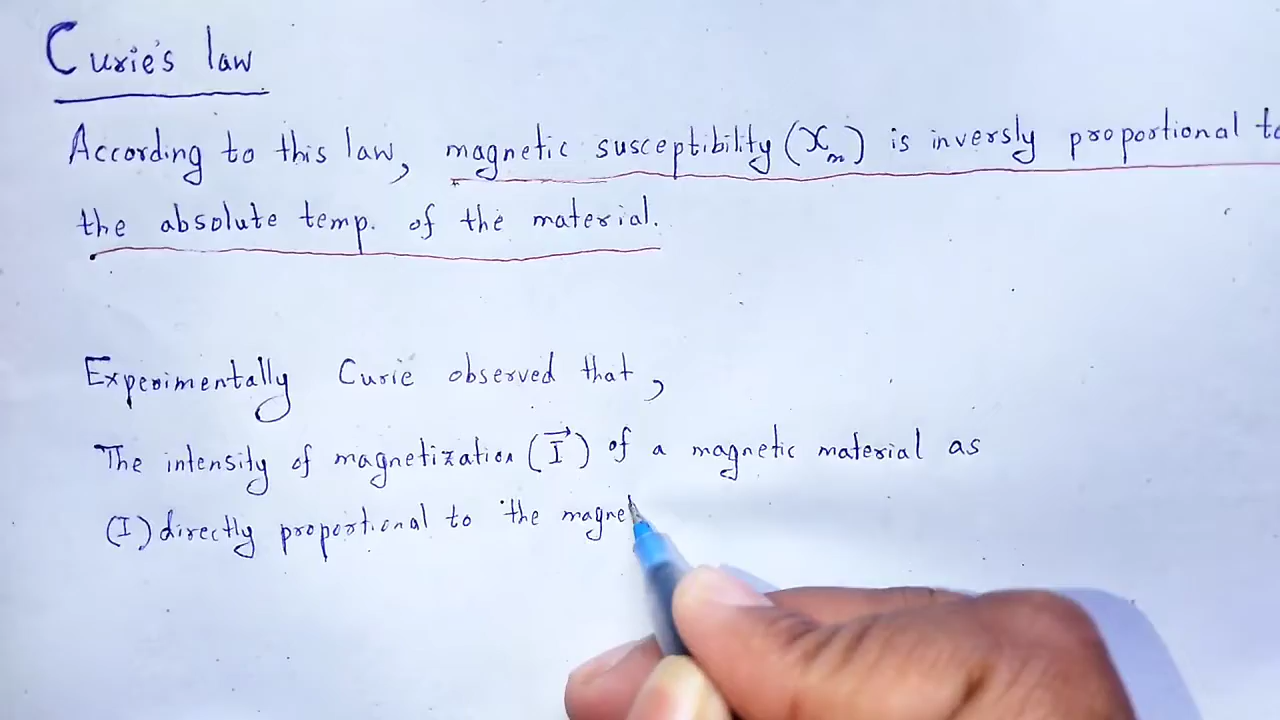 Curie's law
According to this law, magnetic susceptibility (χm) is inversly proportional to
the absolute temp. of the material.
Experimentally Curie observed that,
The intensity of magnetization (I⃗) of a magnetic material as
(I) directly proportional to the magne